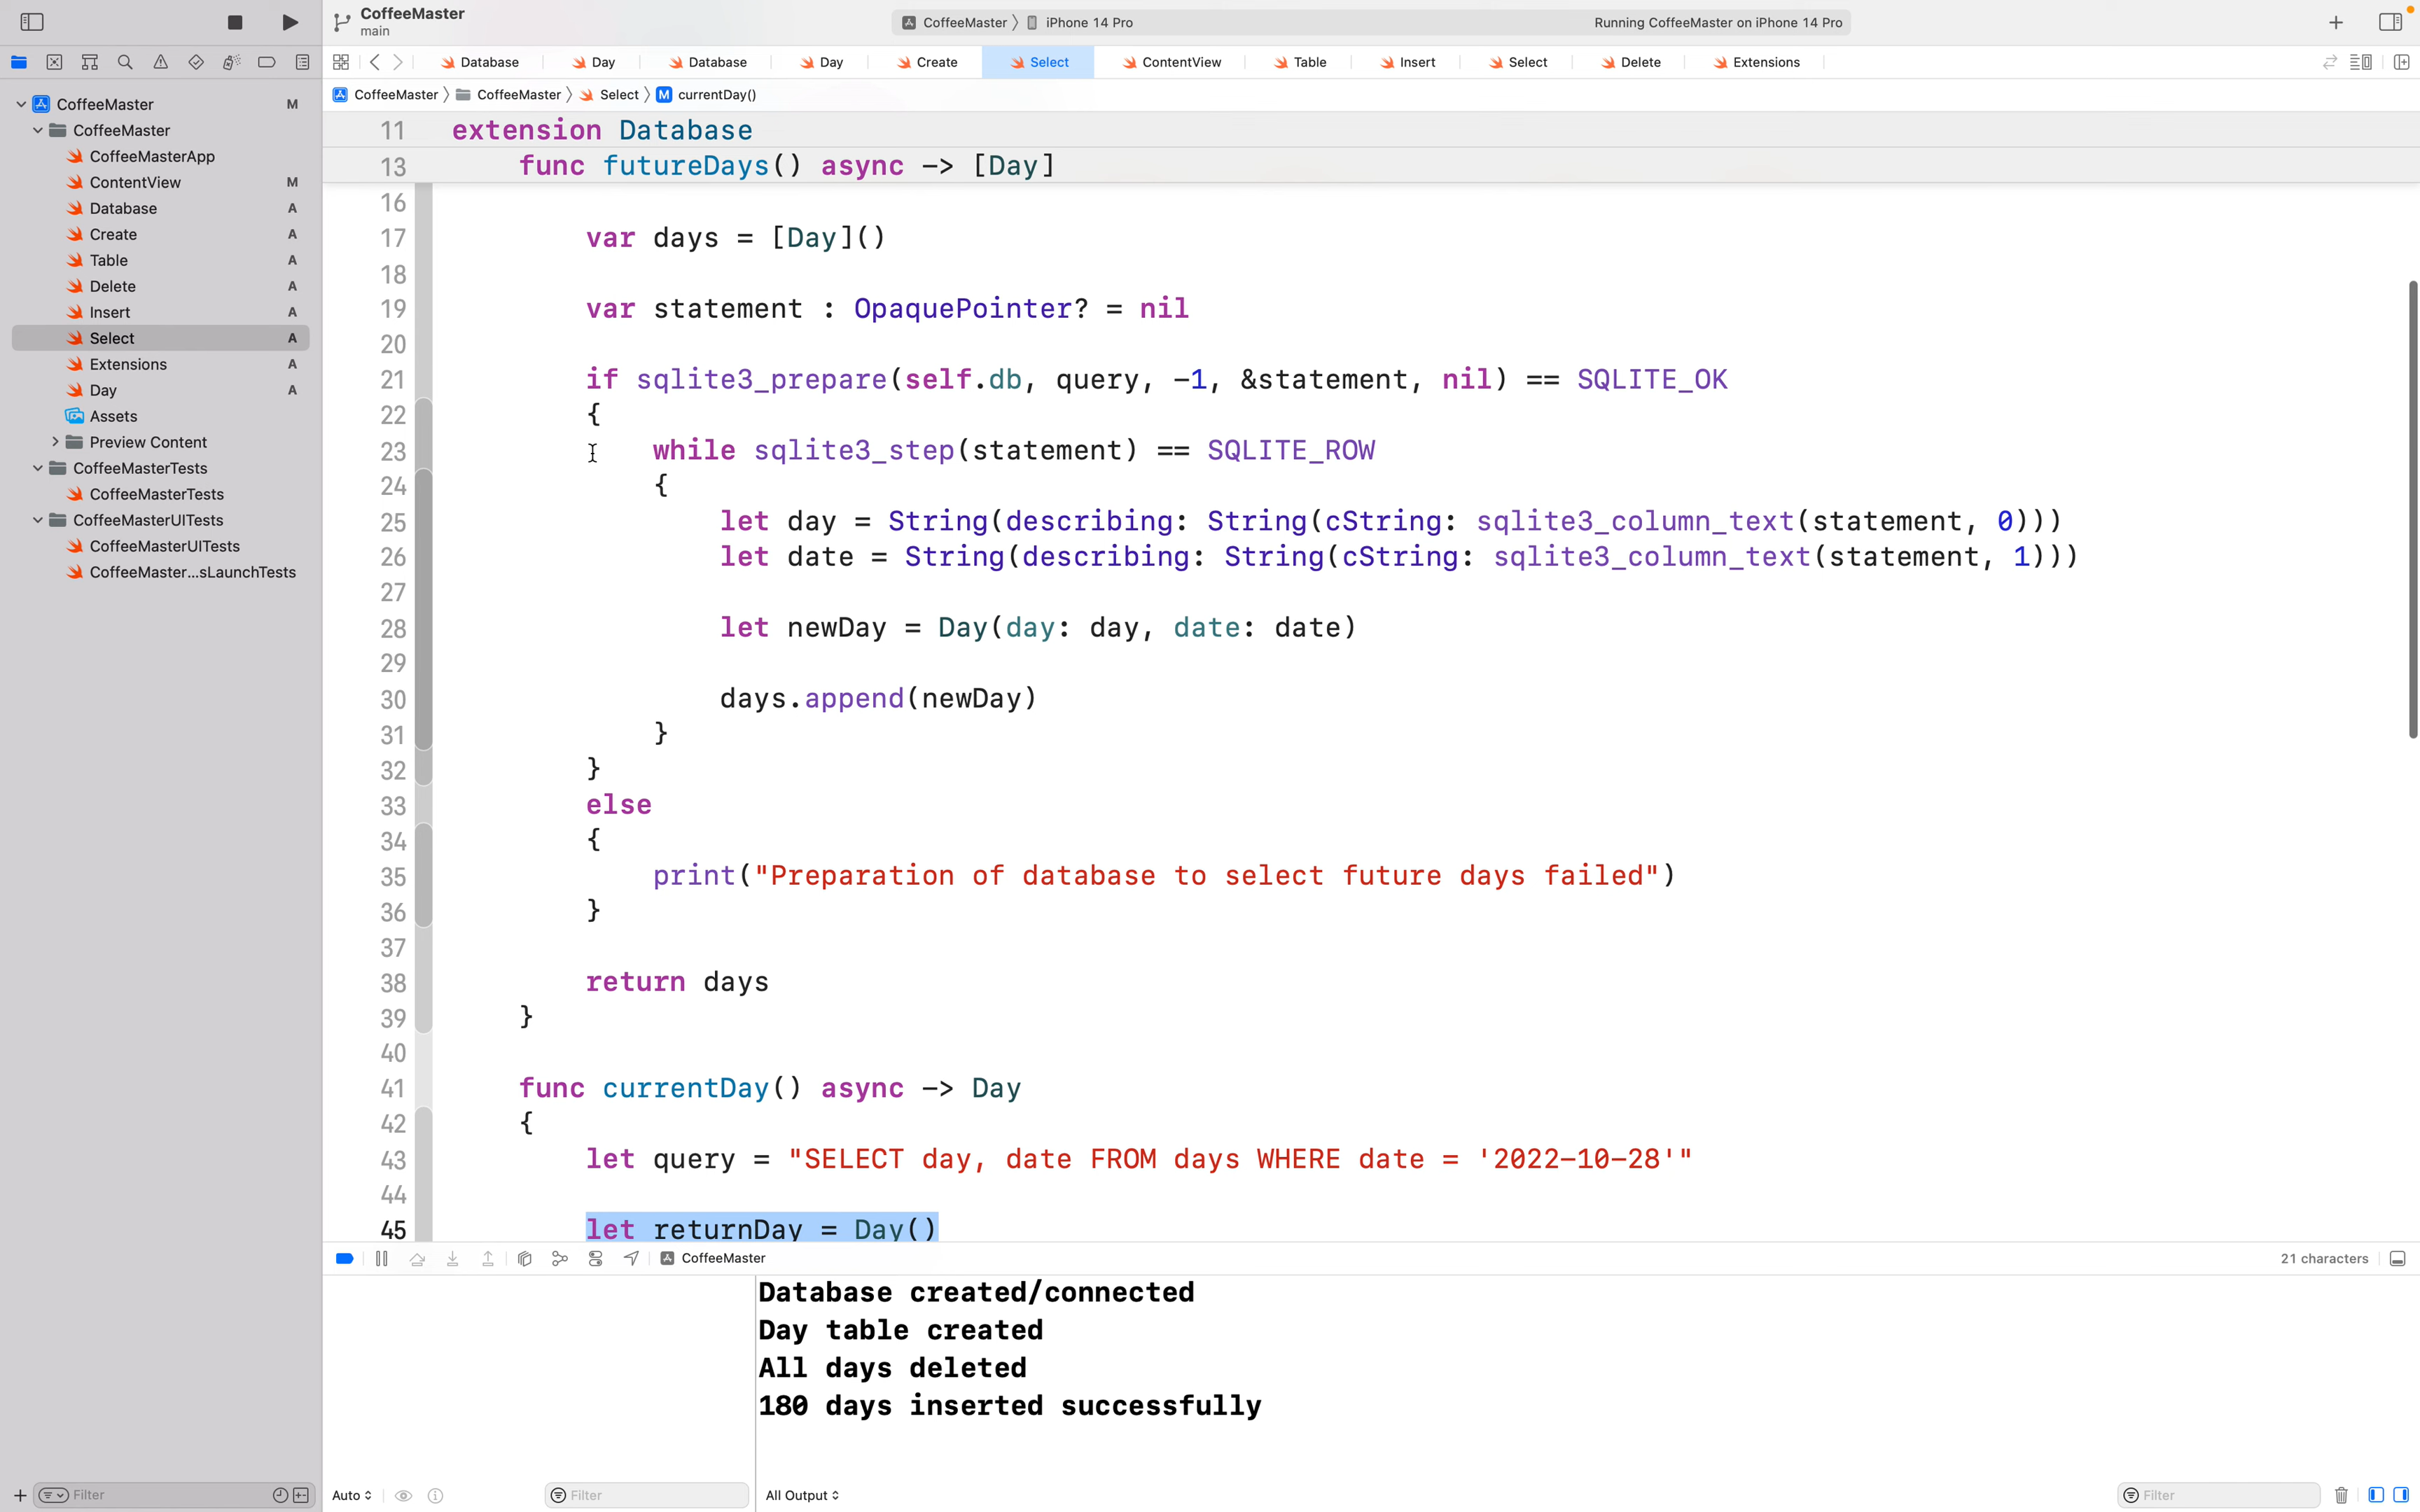 CoffeeMaster
main
CoffeeMaster
iPhone 14 Pro
Running CoffeeMaster on iPhone 14 Pro
Database
Day
Database
Day
Create
Select
ContentView
Table
Insert
Select
Delete
Extensions
CoffeeMaster
CoffeeMaster
Select
M
currentDay()
CoffeeMaster M
CoffeeMaster
CoffeeMasterApp
ContentView M
Database A
Create A
Table A
Delete A
Insert A
Select A
Extensions A
Day A
Assets
Preview Content
CoffeeMasterTests
CoffeeMasterTests
CoffeeMasterUITests
CoffeeMasterUITests
CoffeeMaster...sLaunchTests
Filter
11 extension Database
13 func futureDays() async -> [Day]
16
17 var days = [Day]()
18
19 var statement : OpaquePointer? = nil
20
21 if sqlite3_prepare(self.db, query, -1, &statement, nil) == SQLITE_OK
22 {
23 while sqlite3_step(statement) == SQLITE_ROW
24 {
25 let day = String(describing: String(cString: sqlite3_column_text(statement, 0)))
26 let date = String(describing: String(cString: sqlite3_column_text(statement, 1)))
27
28 let newDay = Day(day: day, date: date)
29
30 days.append(newDay)
31 }
32 }
33 else
34 {
35 print("Preparation of database to select future days failed")
36 }
37
38 return days
39 }
40
41 func currentDay() async -> Day
42 {
43 let query = "SELECT day, date FROM days WHERE date = '2022-10-28'"
44
45 let returnDay = Day()
CoffeeMaster
21 characters
Database created/connected
Day table created
All days deleted
180 days inserted successfully
Auto
Filter
All Output
Filter